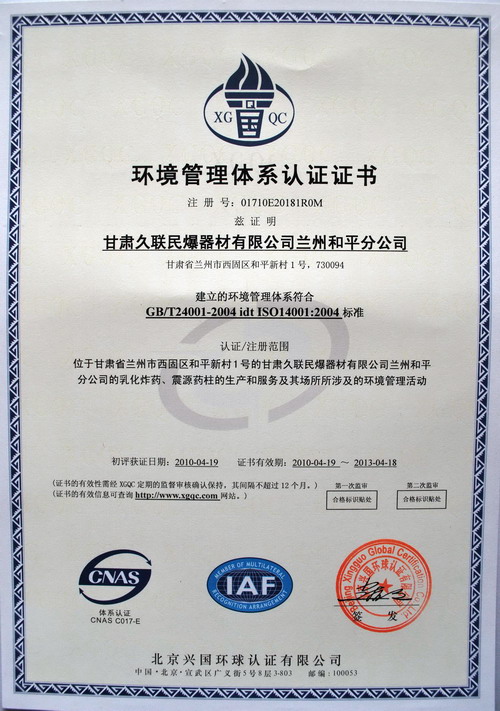 XG QC
环境管理体系认证证书
注 册 号：01710E20181R0M
兹 证 明
甘肃久联民爆器材有限公司兰州和平分公司
甘肃省兰州市西固区和平新村 1 号，730094
建立的环境管理体系符合
GB/T24001-2004 idt ISO14001:2004 标准
认证/注册范围
位于甘肃省兰州市西固区和平新村1号的甘肃久联民爆器材有限公司兰州和平
分公司的乳化炸药、震源药柱的生产和服务及其场所所涉及的环境管理活动
初评获证日期：2010-04-19 证书有效期：2010-04-19 ～ 2013-04-18
(证书的有效性需经 XGQC 定期的监督审核确认保持，其间隔不超过 12 个月。)
(证书的有效信息可查询 http://www.xgqc.com 网站。)
第一次监审
合格标识贴处
第二次监审
合格标识贴处
CNAS
体系认证
CNAS C017-E
MEMBER OF MULTILATERAL
IAF
RECOGNITION ARRANGEMENT
Beijing Xingguo Global Certification Co., Ltd
签 发
北京兴国环球认证有限公司
中国·北京·宣武区广义街5号8层3-803 邮编：100053